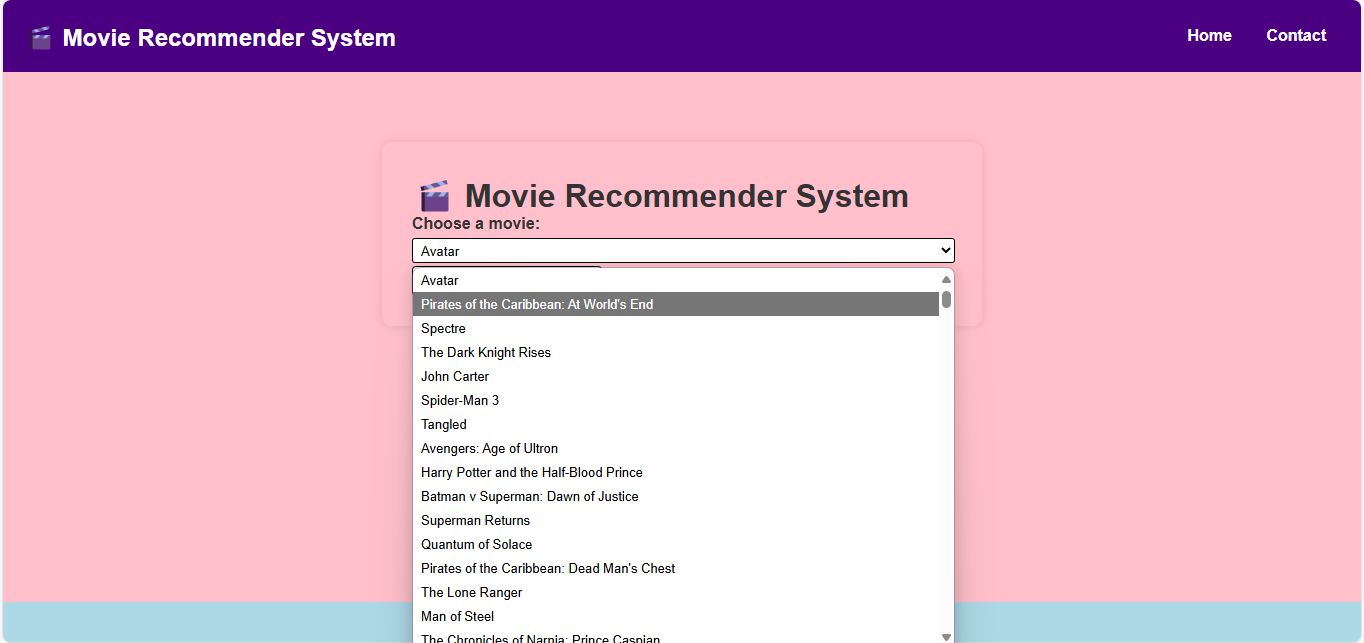 Movie Recommender System
Home
Contact
Movie Recommender System
Choose a movie:
Avatar
Avatar
Pirates of the Caribbean: At World's End
Spectre
The Dark Knight Rises
John Carter
Spider-Man 3
Tangled
Avengers: Age of Ultron
Harry Potter and the Half-Blood Prince
Batman v Superman: Dawn of Justice
Superman Returns
Quantum of Solace
Pirates of the Caribbean: Dead Man's Chest
The Lone Ranger
Man of Steel
The Chronicles of Narnia: Prince Caspian